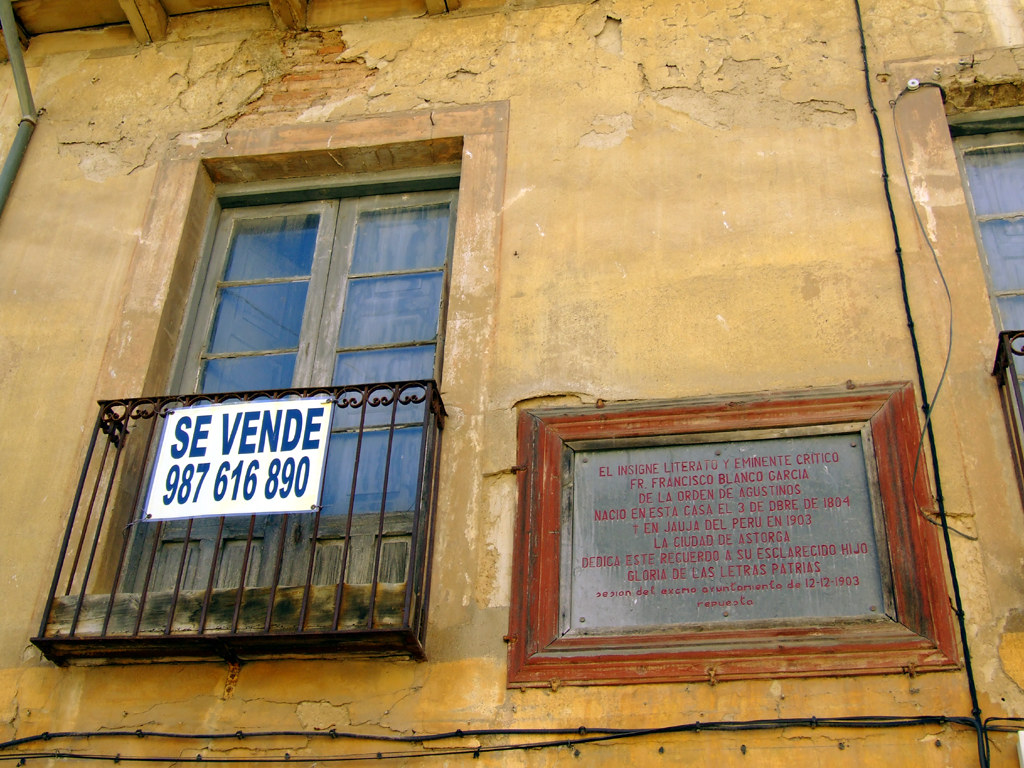 SE VENDE
987 616 890
EL INSIGNE LITERATO Y EMINENTE CRITICO
FR. FRANCISCO BLANCO GARCIA
DE LA ORDEN DE AGUSTINOS
NACIO EN ESTA CASA EL 3 DE DBRE DE 1864
† EN JAUJA DEL PERU EN 1903
LA CIUDAD DE ASTORGA
DEDICA ESTE RECUERDO A SU ESCLARECIDO HIJO
GLORIA DE LAS LETRAS PATRIAS
sesion del excmo ayuntamiento de 12-12-1903
repuesta